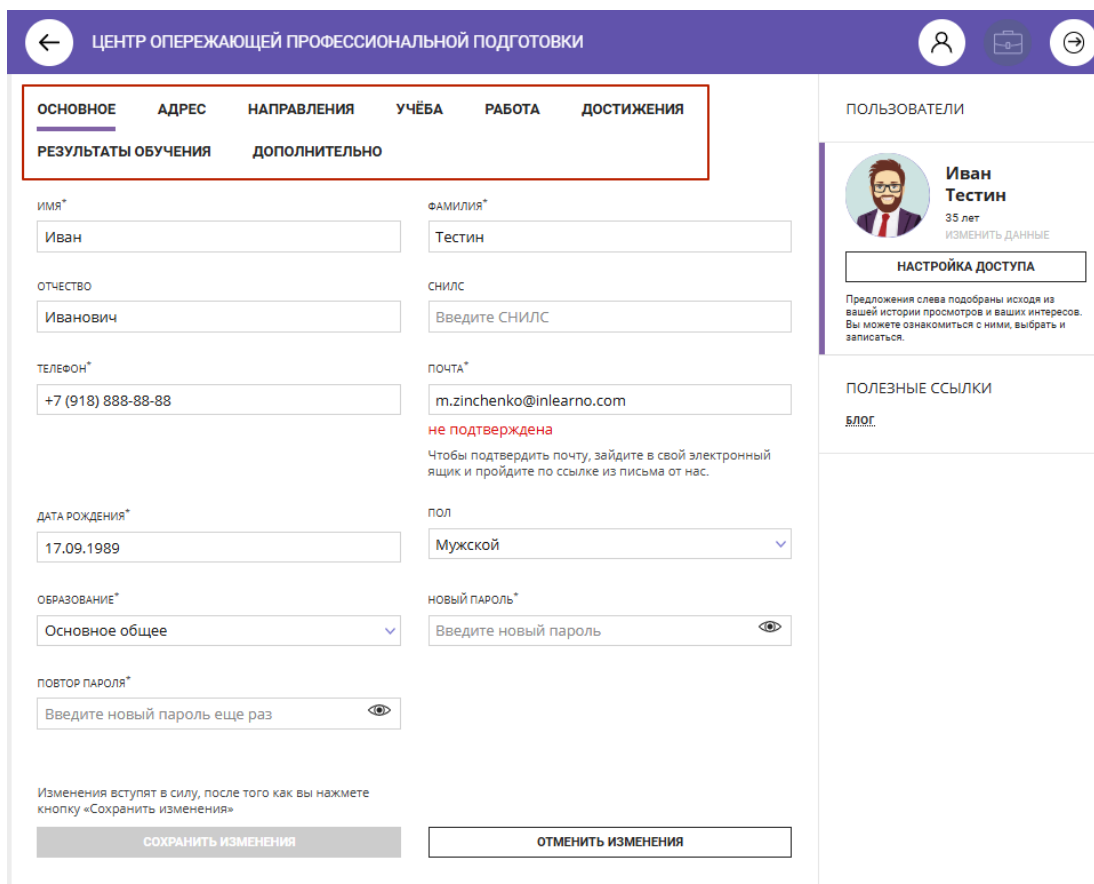 ЦЕНТР ОПЕРЕЖАЮЩЕЙ ПРОФЕССИОНАЛЬНОЙ ПОДГОТОВКИ
ОСНОВНОЕ АДРЕС НАПРАВЛЕНИЯ УЧЁБА РАБОТА ДОСТИЖЕНИЯ
РЕЗУЛЬТАТЫ ОБУЧЕНИЯ ДОПОЛНИТЕЛЬНО
ИМЯ* ФАМИЛИЯ*
Иван Тестин
ОТЧЕСТВО СНИЛС
Иванович Введите СНИЛС
ТЕЛЕФОН* ПОЧТА*
+7 (918) 888-88-88 m.zinchenko@inlearno.com
не подтверждена
Чтобы подтвердить почту, зайдите в свой электронный
ящик и пройдите по ссылке из письма от нас.
ДАТА РОЖДЕНИЯ* ПОЛ
17.09.1989 Мужской
ОБРАЗОВАНИЕ* НОВЫЙ ПАРОЛЬ*
Основное общее Введите новый пароль
ПОВТОР ПАРОЛЯ*
Введите новый пароль еще раз
Изменения вступят в силу, после того как вы нажмете
кнопку «Сохранить изменения»
СОХРАНИТЬ ИЗМЕНЕНИЯ ОТМЕНИТЬ ИЗМЕНЕНИЯ
ПОЛЬЗОВАТЕЛИ
Иван
Тестин
35 лет
ИЗМЕНИТЬ ДАННЫЕ
НАСТРОЙКА ДОСТУПА
Предложения слева подобраны исходя из
вашей истории просмотров и ваших интересов.
Вы можете ознакомиться с ними, выбрать и
записаться.
ПОЛЕЗНЫЕ ССЫЛКИ
БЛОГ